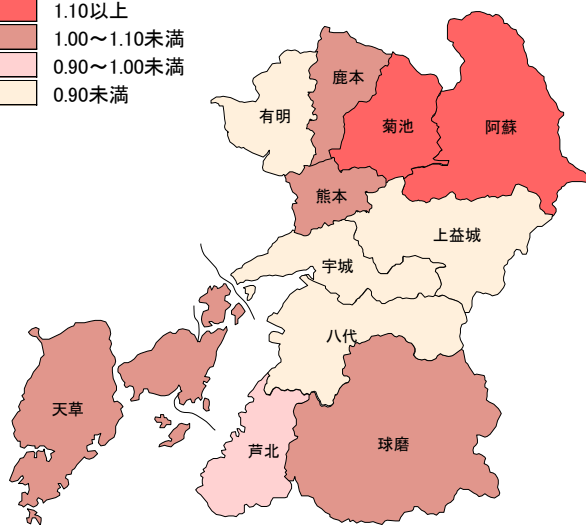 1.10以上
1.00～1.10未満
0.90～1.00未満
0.90未満
鹿本
有明
菊池
阿蘇
熊本
上益城
宇城
八代
天草
芦北
球磨